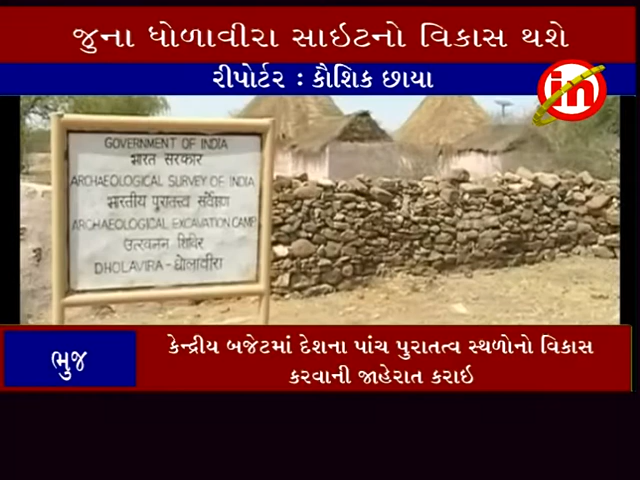 જુના ધોળાવીરા સાઇટનો વિકાસ થશે
રીપોર્ટર : કૌશિક છાયા
in
GOVERNMENT OF INDIA
भारत सरकार
ARCHAEOLOGICAL SURVEY OF INDIA
भारतीय पुरातत्त्व सर्वेक्षण
ARCHAEOLOGICAL EXCAVATION CAMP
उत्खनन शिविर
DHOLAVIRA - धोलावीरा
ભુજ
કેન્દ્રીય બજેટમાં દેશના પાંચ પુરાતત્વ સ્થળોનો વિકાસ
કરવાની જાહેરાત કરાઇ